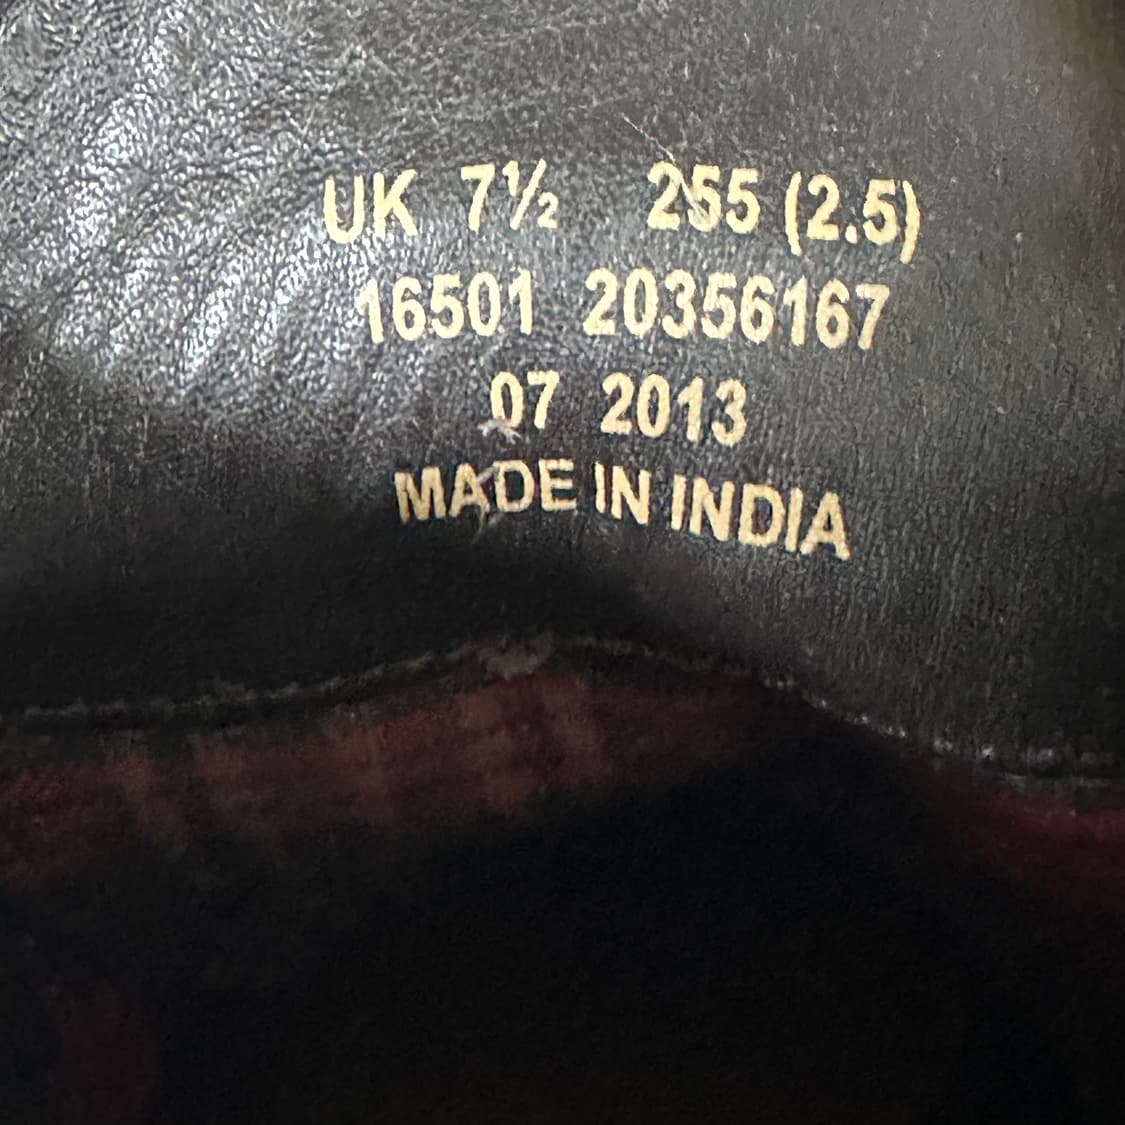 UK 7½ 255 (2.5)
16501 20356167
07 2013
MADE IN INDIA